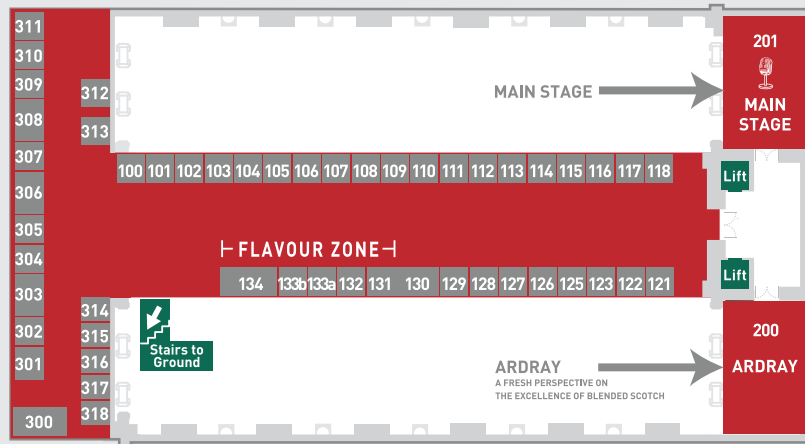 311
310
309
308
307
306
305
304
303
302
301
300
312
313
314
315
316
317
318
MAIN STAGE
201
MAIN
STAGE
100 101 102 103 104 105 106 107 108 109 110 111 112 113 114 115 116 117 118
Lift
FLAVOUR ZONE
134 133b 133a 132 131 130 129 128 127 126 125 123 122 121
Lift
Stairs to
Ground
ARDRAY
A FRESH PERSPECTIVE ON
THE EXCELLENCE OF BLENDED SCOTCH
200
ARDRAY